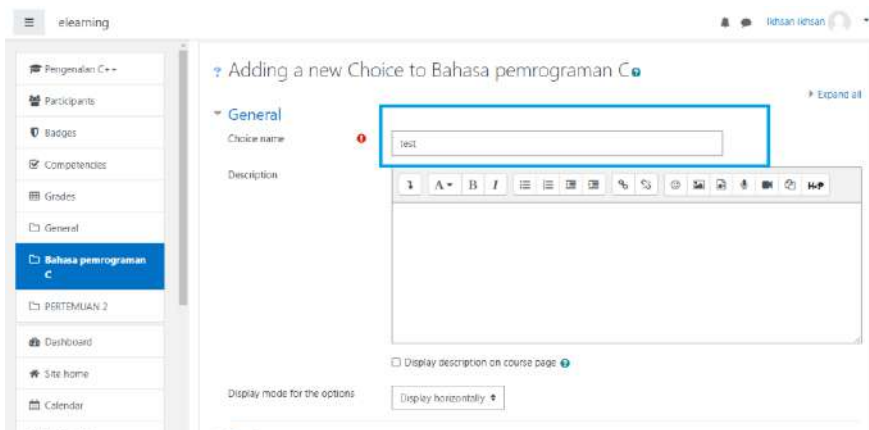 elearning
Ikhsan Ikhsan
Pengenalan C++
Participants
Badges
Competencies
Grades
General
Bahasa pemrograman
C
PERTEMUAN 2
Dashboard
Site home
Calendar
Adding a new Choice to Bahasa pemrograman C
Expand all
General
Choice name
test
Description
A B I H-P
Display description on course page
Display mode for the options
Display horizontally